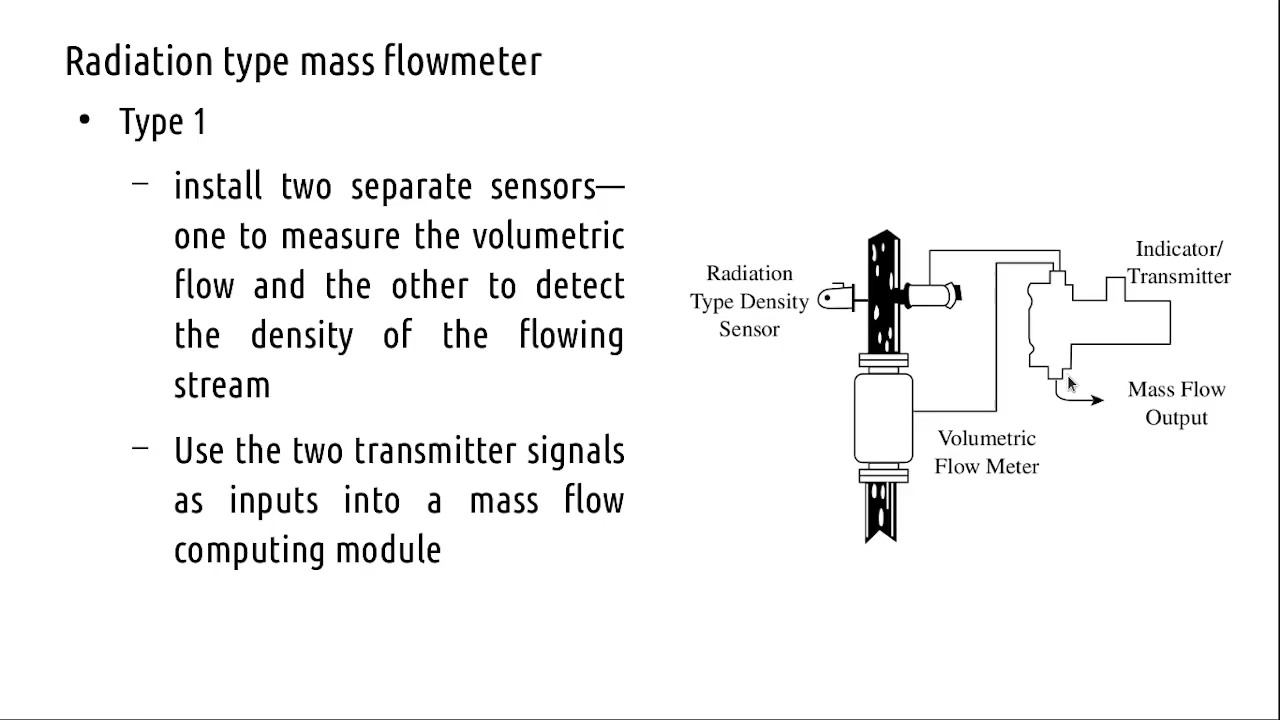 Radiation type mass flowmeter
• Type 1
– install two separate sensors—
one to measure the volumetric
flow and the other to detect
the density of the flowing
stream
– Use the two transmitter signals
as inputs into a mass flow
computing module
Radiation
Type Density
Sensor
Indicator/
Transmitter
Mass Flow
Output
Volumetric
Flow Meter